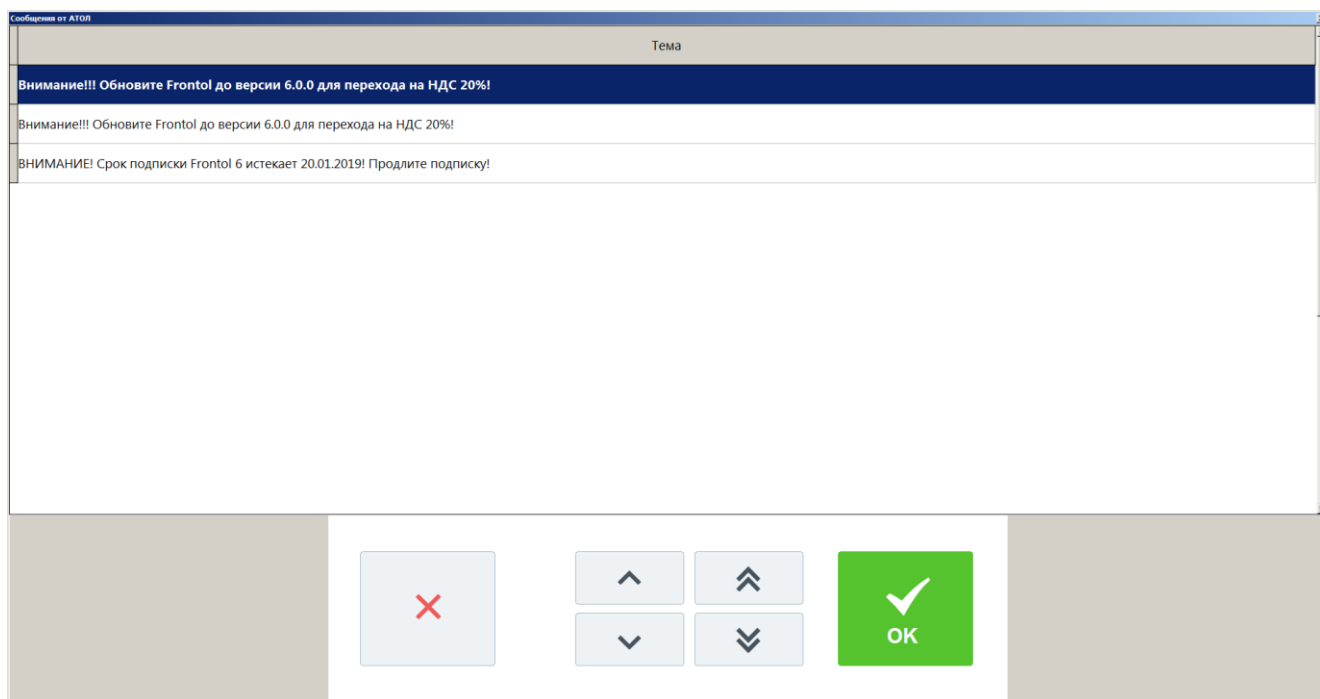 Сообщения от АТОЛ
Тема
Внимание!!! Обновите Frontol до версии 6.0.0 для перехода на НДС 20%!
Внимание!!! Обновите Frontol до версии 6.0.0 для перехода на НДС 20%!
ВНИМАНИЕ! Срок подписки Frontol 6 истекает 20.01.2019! Продлите подписку!
OK